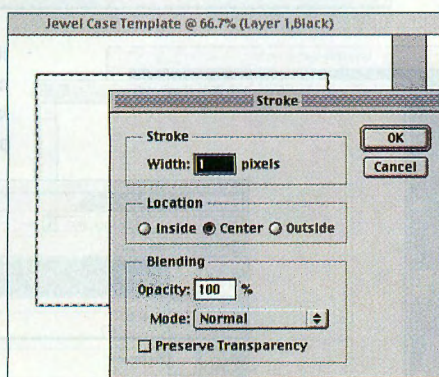 Jewel Case Template @ 66.7% (Layer 1,Black)
Stroke
Stroke
Width: 1 pixels
OK
Cancel
Location
Inside Center Outside
Blending
Opacity: 100 %
Mode: Normal
Preserve Transparency